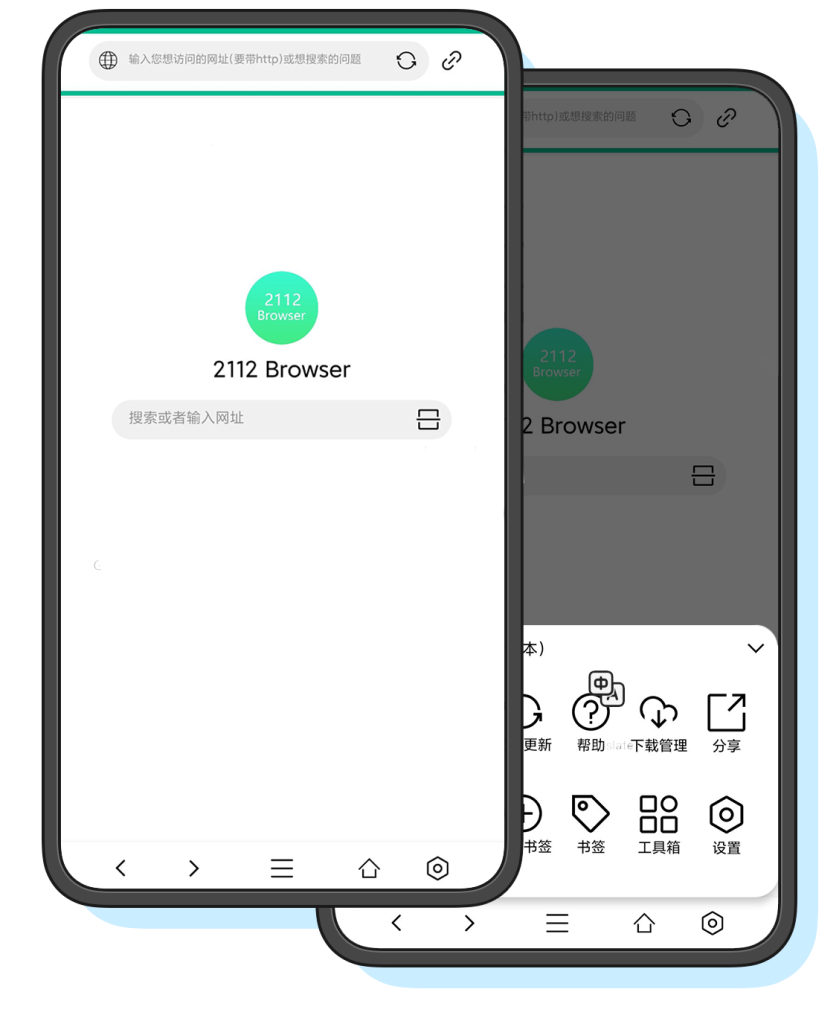 输入您想访问的网址(要带http)或想搜索的问题
2112
Browser
2112 Browser
搜索或者输入网址
带http)或想搜索的问题
2112
Browser
2 Browser
本)
中
A
更新
帮助
slate
下载管理
分享
书签
书签
工具箱
设置